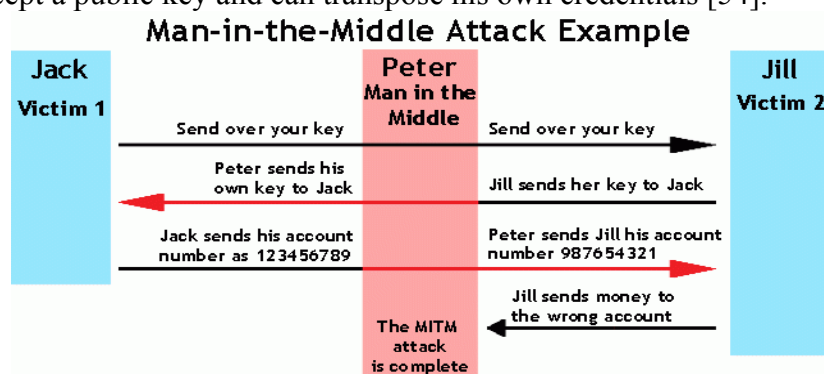 cept a public key and can transpose his own credentials [34].
Man-in-the-Middle Attack Example
Jack
Victim 1
Peter
Man in the
Middle
Jill
Victim 2
Send over your key
Send over your key
Peter sends his
own key to Jack
Jill sends her key to Jack
Jack sends his account
number as 123456789
Peter sends Jill his account
number 987654321
Jill sends money to
the wrong account
The MITM
attack
is complete